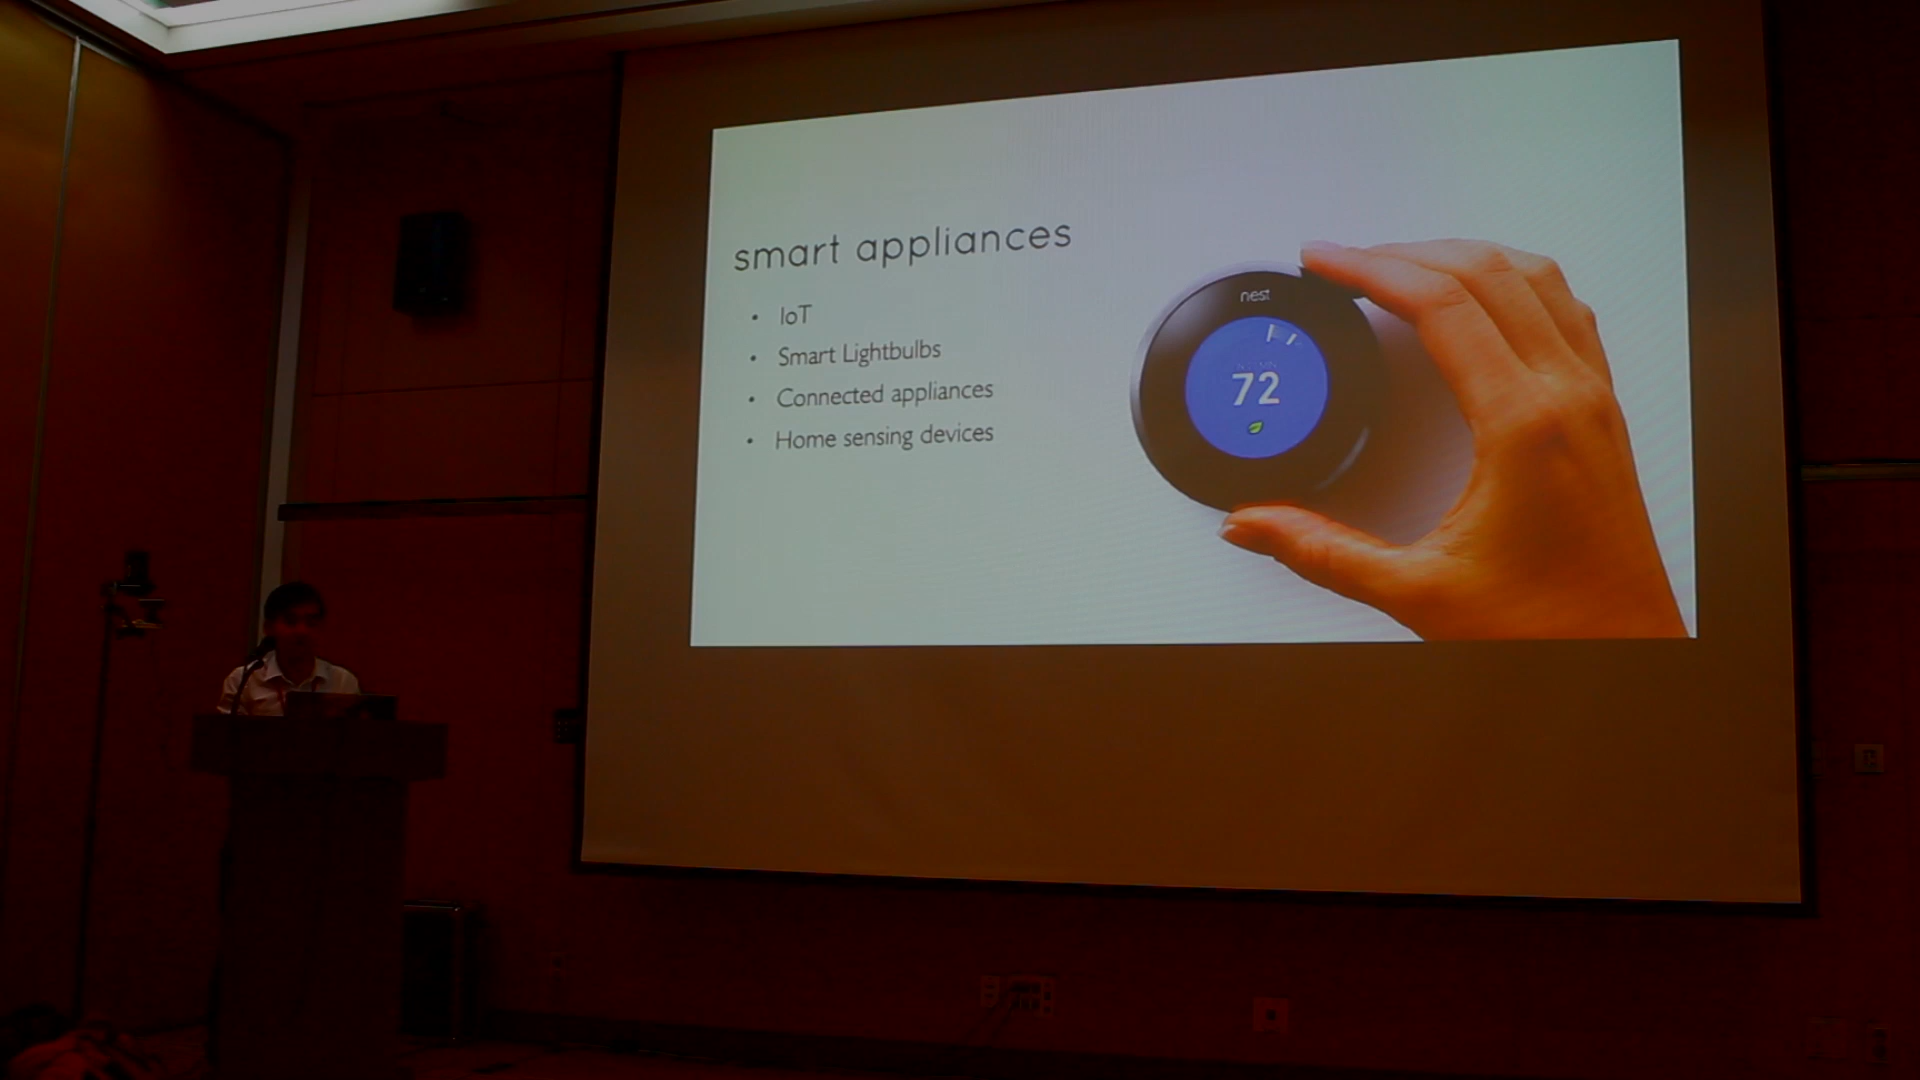 smart appliances
• IoT
• Smart Lightbulbs
• Connected appliances
• Home sensing devices
nest
72